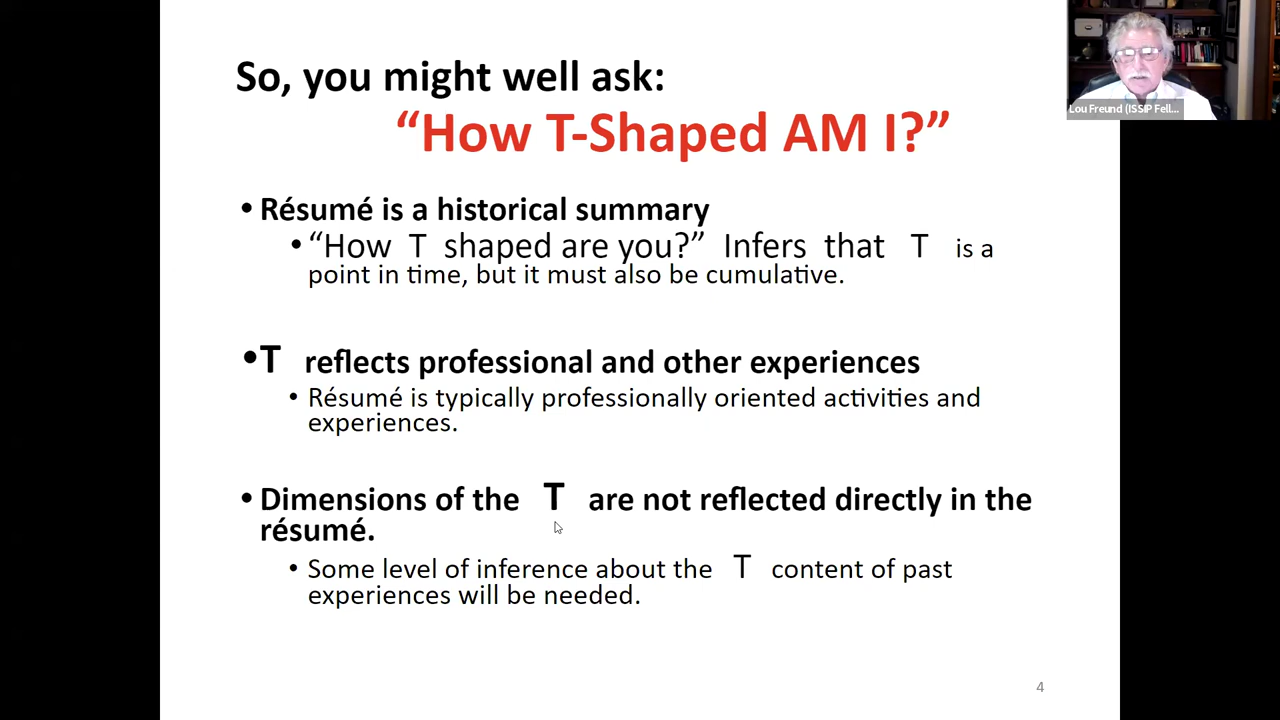 So, you might well ask:
“How T-Shaped AM I?”
• Résumé is a historical summary
• “How T shaped are you?” Infers that T is a
point in time, but it must also be cumulative.
• T reflects professional and other experiences
• Résumé is typically professionally oriented activities and
experiences.
• Dimensions of the T are not reflected directly in the
résumé.
• Some level of inference about the T content of past
experiences will be needed.
4
Lou Freund (ISSIP Fell...